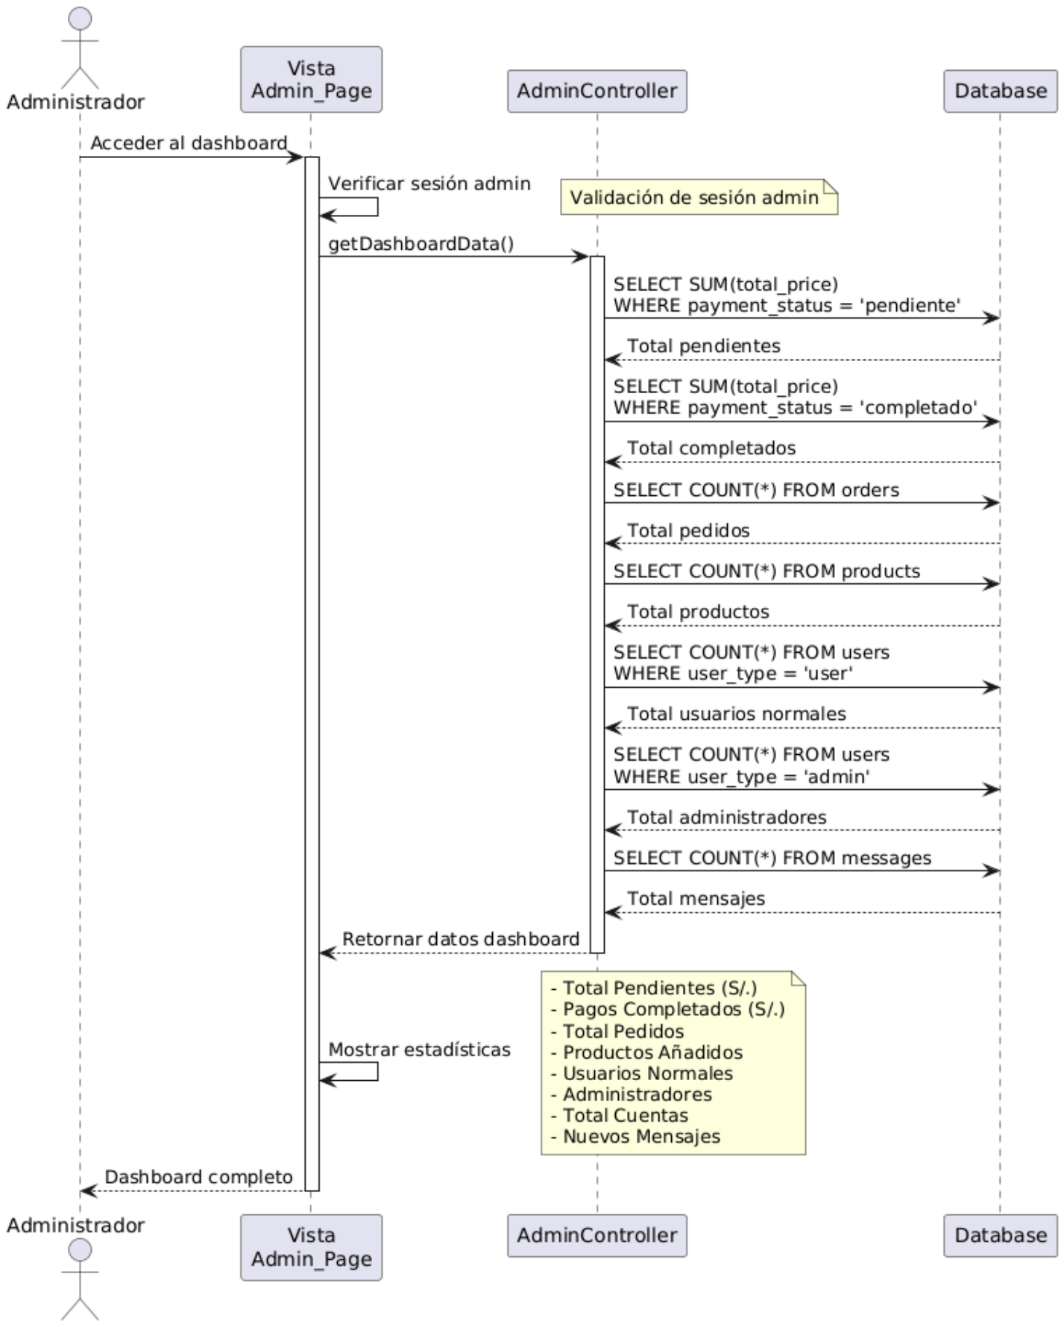 Administrador
Vista
Admin_Page
AdminController
Database
Acceder al dashboard
Verificar sesión admin
Validación de sesión admin
getDashboardData()
SELECT SUM(total_price)
WHERE payment_status = 'pendiente'
Total pendientes
SELECT SUM(total_price)
WHERE payment_status = 'completado'
Total completados
SELECT COUNT(*) FROM orders
Total pedidos
SELECT COUNT(*) FROM products
Total productos
SELECT COUNT(*) FROM users
WHERE user_type = 'user'
Total usuarios normales
SELECT COUNT(*) FROM users
WHERE user_type = 'admin'
Total administradores
SELECT COUNT(*) FROM messages
Total mensajes
Retornar datos dashboard
- Total Pendientes (S/.)
- Pagos Completados (S/.)
- Total Pedidos
- Productos Añadidos
- Usuarios Normales
- Administradores
- Total Cuentas
- Nuevos Mensajes
Mostrar estadísticas
Dashboard completo
Administrador
Vista
Admin_Page
AdminController
Database